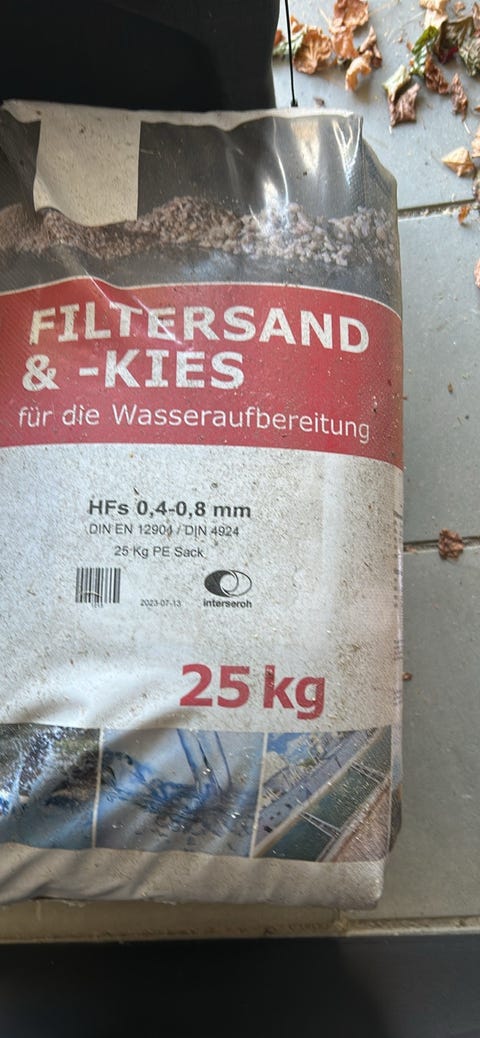 FILTERSAND
& -KIES
für die Wasseraufbereitung
HFs 0,4-0,8 mm
DIN EN 12904 / DIN 4924
25 Kg PE Sack
2023-07-13
interseroh
25 kg